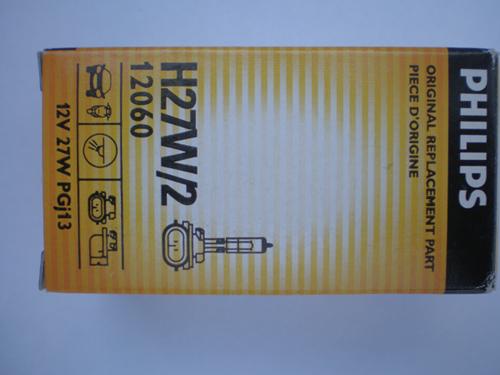 PHILIPS
ORIGINAL REPLACEMENT PART
PIECE D'ORIGINE
H27W/2
12060
12V 27W PGj13